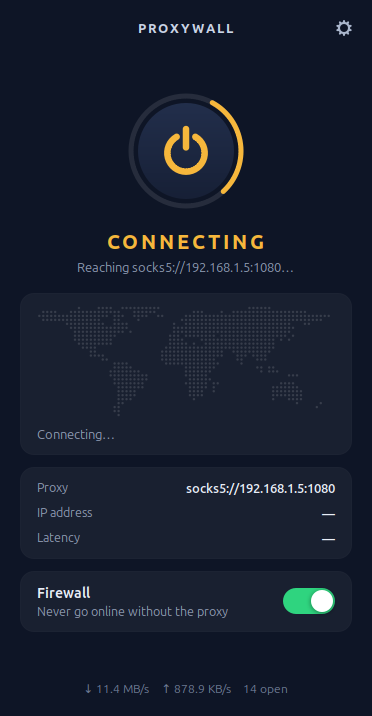 PROXYWALL
CONNECTING
Reaching socks5://192.168.1.5:1080…
Connecting…
Proxy socks5://192.168.1.5:1080
IP address —
Latency —
Firewall
Never go online without the proxy
↓ 11.4 MB/s ↑ 878.9 KB/s 14 open